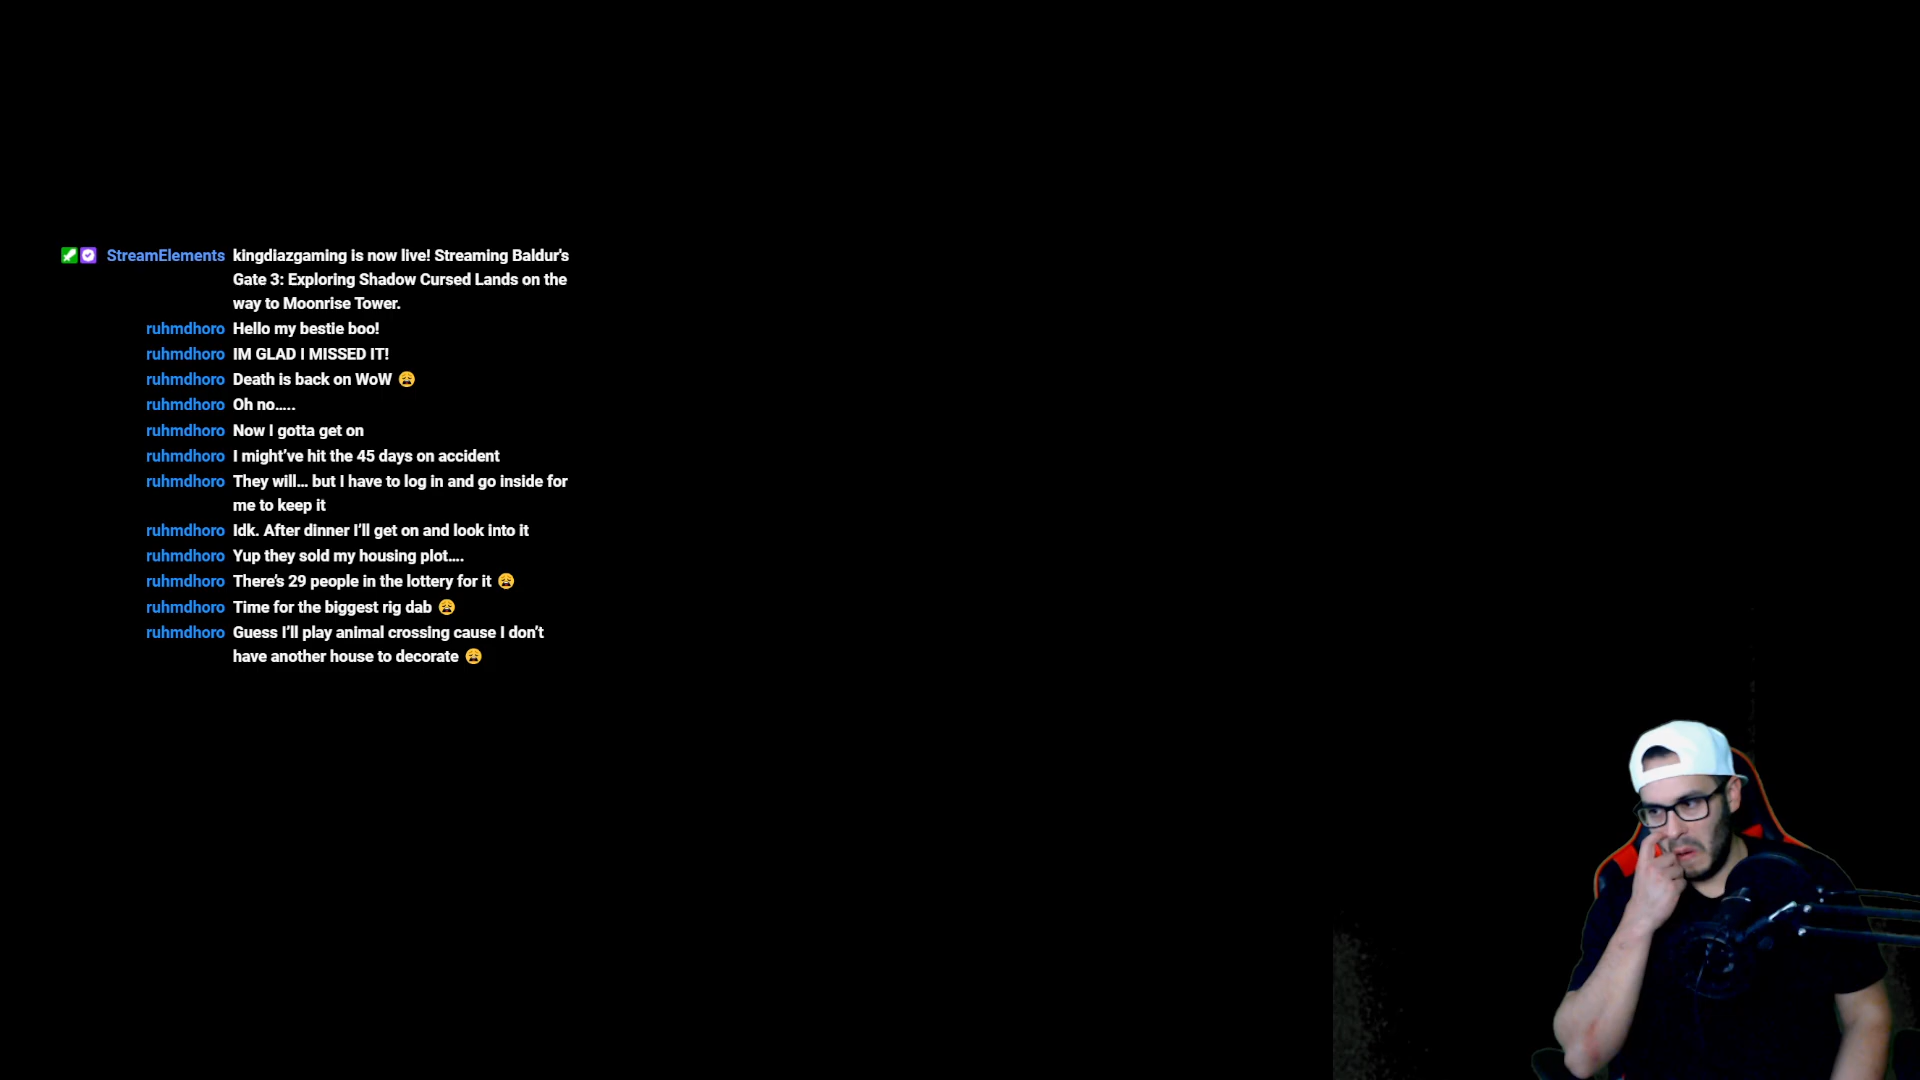 StreamElements kingdiazgaming is now live! Streaming Baldur's
Gate 3: Exploring Shadow Cursed Lands on the
way to Moonrise Tower.
ruhmdhoro Hello my bestie boo!
ruhmdhoro IM GLAD I MISSED IT!
ruhmdhoro Death is back on WoW 😩
ruhmdhoro Oh no.....
ruhmdhoro Now I gotta get on
ruhmdhoro I might’ve hit the 45 days on accident
ruhmdhoro They will... but I have to log in and go inside for
me to keep it
ruhmdhoro Idk. After dinner I’ll get on and look into it
ruhmdhoro Yup they sold my housing plot....
ruhmdhoro There’s 29 people in the lottery for it 😩
ruhmdhoro Time for the biggest rig dab 😩
ruhmdhoro Guess I’ll play animal crossing cause I don’t
have another house to decorate 😩